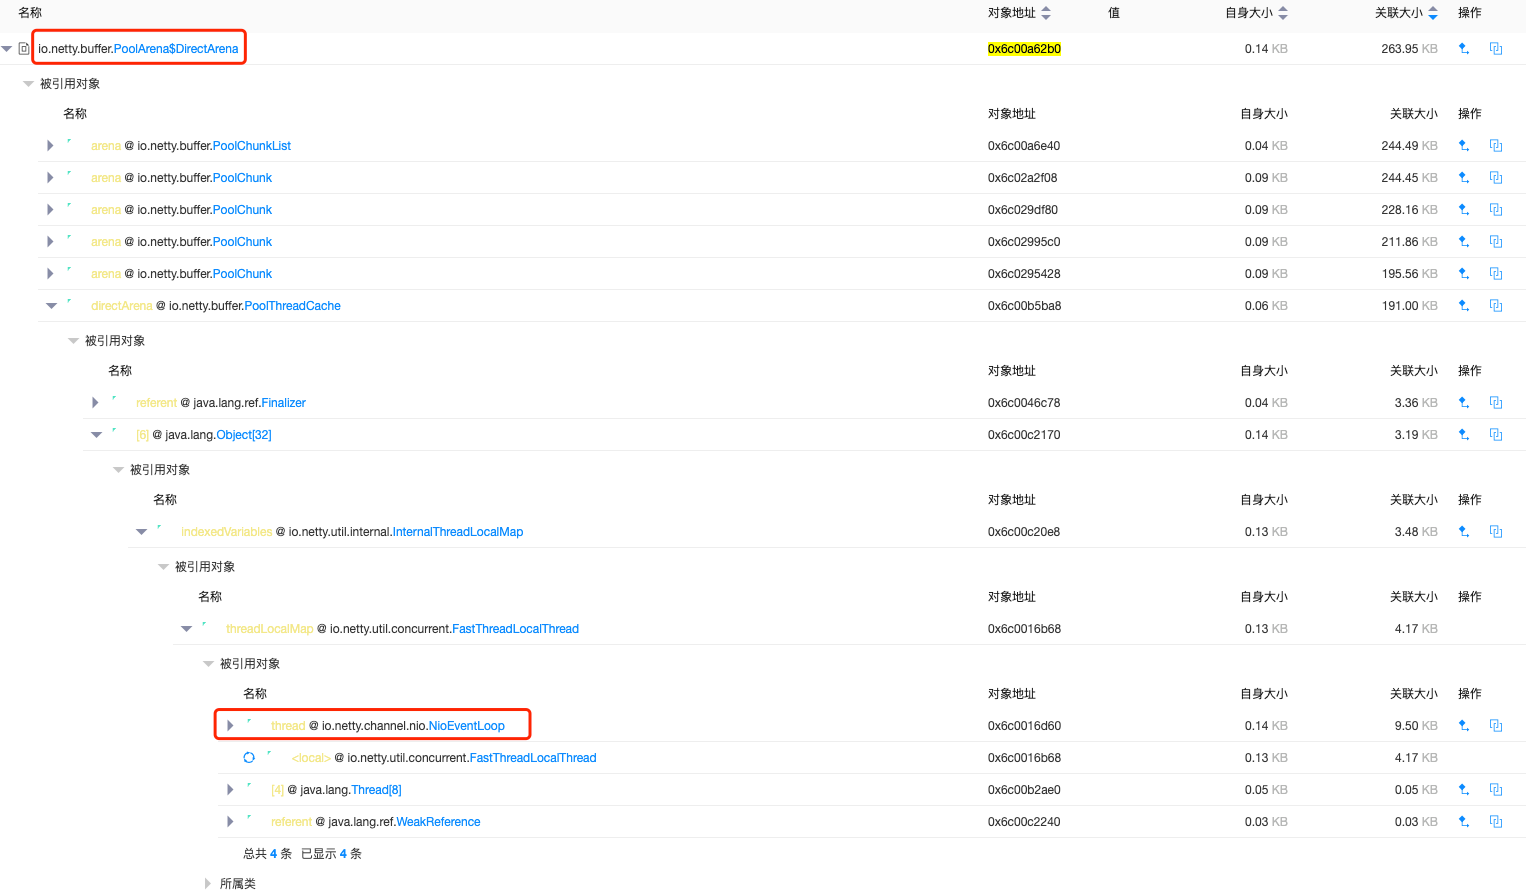 名称 对象地址 值 自身大小 关联大小 操作
io.netty.buffer.PoolArena$DirectArena 0x6c00a62b0 0.14 KB 263.95 KB
被引用对象
名称 对象地址 自身大小 关联大小 操作
arena @ io.netty.buffer.PoolChunkList 0x6c00a6e40 0.04 KB 244.49 KB
arena @ io.netty.buffer.PoolChunk 0x6c02a2f08 0.09 KB 244.45 KB
arena @ io.netty.buffer.PoolChunk 0x6c029df80 0.09 KB 228.16 KB
arena @ io.netty.buffer.PoolChunk 0x6c02995c0 0.09 KB 211.86 KB
arena @ io.netty.buffer.PoolChunk 0x6c0295428 0.09 KB 195.56 KB
directArena @ io.netty.buffer.PoolThreadCache 0x6c00b5ba8 0.06 KB 191.00 KB
被引用对象
名称 对象地址 自身大小 关联大小 操作
referent @ java.lang.ref.Finalizer 0x6c0046c78 0.04 KB 3.36 KB
[6] @ java.lang.Object[32] 0x6c00c2170 0.14 KB 3.19 KB
被引用对象
名称 对象地址 自身大小 关联大小 操作
indexedVariables @ io.netty.util.internal.InternalThreadLocalMap 0x6c00c20e8 0.13 KB 3.48 KB
被引用对象
名称 对象地址 自身大小 关联大小 操作
threadLocalMap @ io.netty.util.concurrent.FastThreadLocalThread 0x6c0016b68 0.13 KB 4.17 KB
被引用对象
名称 对象地址 自身大小 关联大小 操作
thread @ io.netty.channel.nio.NioEventLoop 0x6c0016d60 0.14 KB 9.50 KB
<local> @ io.netty.util.concurrent.FastThreadLocalThread 0x6c0016b68 0.13 KB 4.17 KB
[4] @ java.lang.Thread[8] 0x6c00b2ae0 0.05 KB 0.05 KB
referent @ java.lang.ref.WeakReference 0x6c00c2240 0.03 KB 0.03 KB
总共 4 条 已显示 4 条
所属类